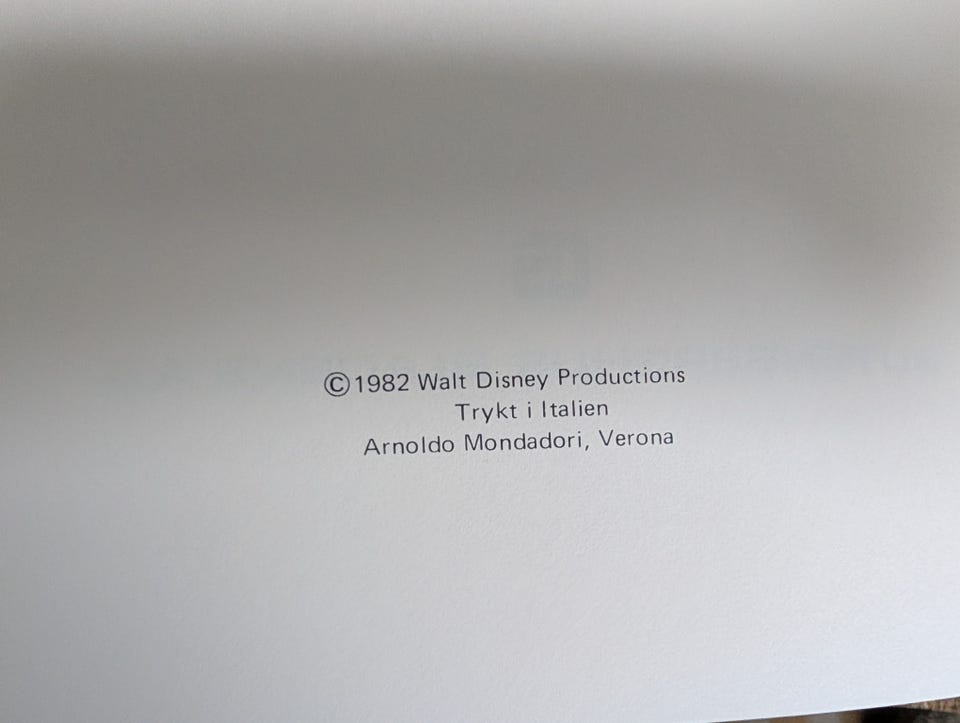 ©1982 Walt Disney Productions
Trykt i Italien
Arnoldo Mondadori, Verona